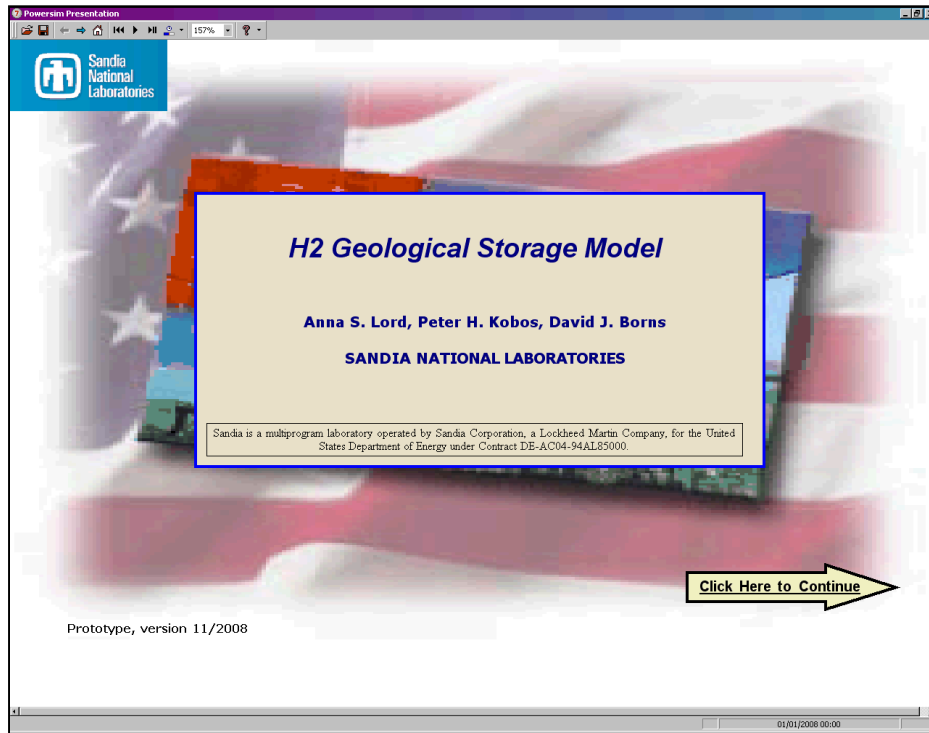 Powersim Presentation
157%
Sandia
National
Laboratories
H2 Geological Storage Model
Anna S. Lord, Peter H. Kobos, David J. Borns
SANDIA NATIONAL LABORATORIES
Sandia is a multiprogram laboratory operated by Sandia Corporation, a Lockheed Martin Company, for the United
States Department of Energy under Contract DE-AC04-94AL85000.
Click Here to Continue
Prototype, version 11/2008
01/01/2008 00:00